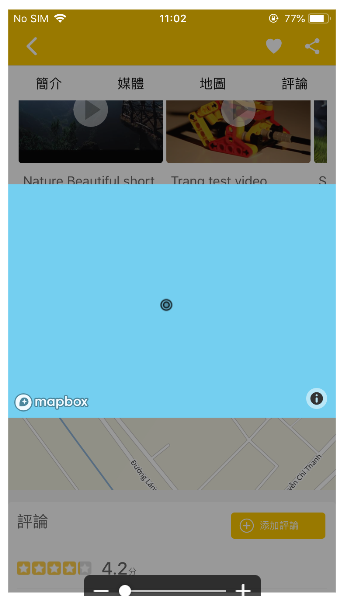 No SIM 11:02 77%
簡介 媒體 地圖 評論
Nature Beautiful short Trang test video S
mapbox
Đường Láng
yễn Chí Thanh
評論
添加評論
4.2分